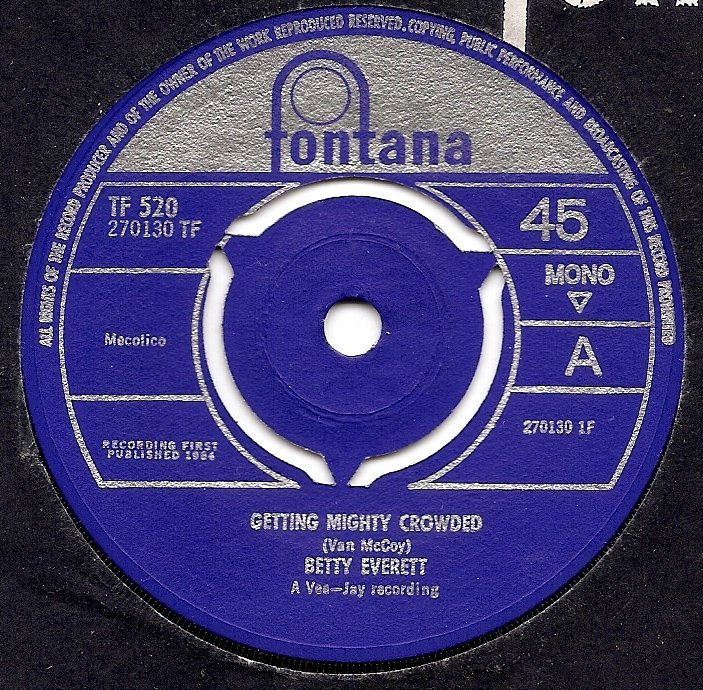 ALL RIGHTS OF THE RECORD PRODUCER AND OF THE OWNER OF THE WORK REPRODUCED RESERVED. COPYING, PUBLIC PERFORMANCE AND BROADCASTING OF THIS RECORD PROHIBITED
fontana
TF 520
270130 TF
45
MONO
A
Mecolico
270130 1F
RECORDING FIRST
PUBLISHED 1964
GETTING MIGHTY CROWDED
(Van McCoy)
BETTY EVERETT
A Vee-Jay recording